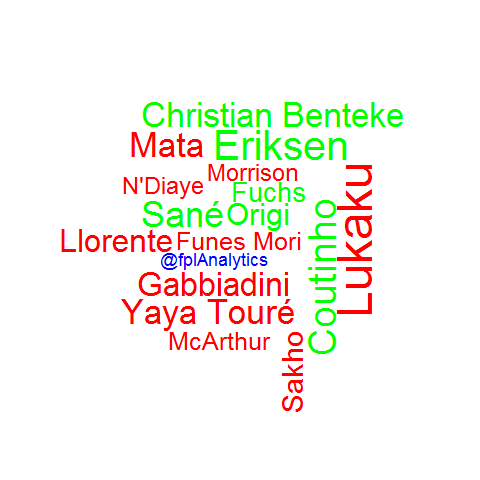 Christian Benteke
Mata
Eriksen
Morrison
N'Diaye
Fuchs
Sané
Origi
Llorente
Funes Mori
@fplAnalytics
Gabbiadini
Yaya Touré
McArthur
Sakho
Coutinho
Lukaku